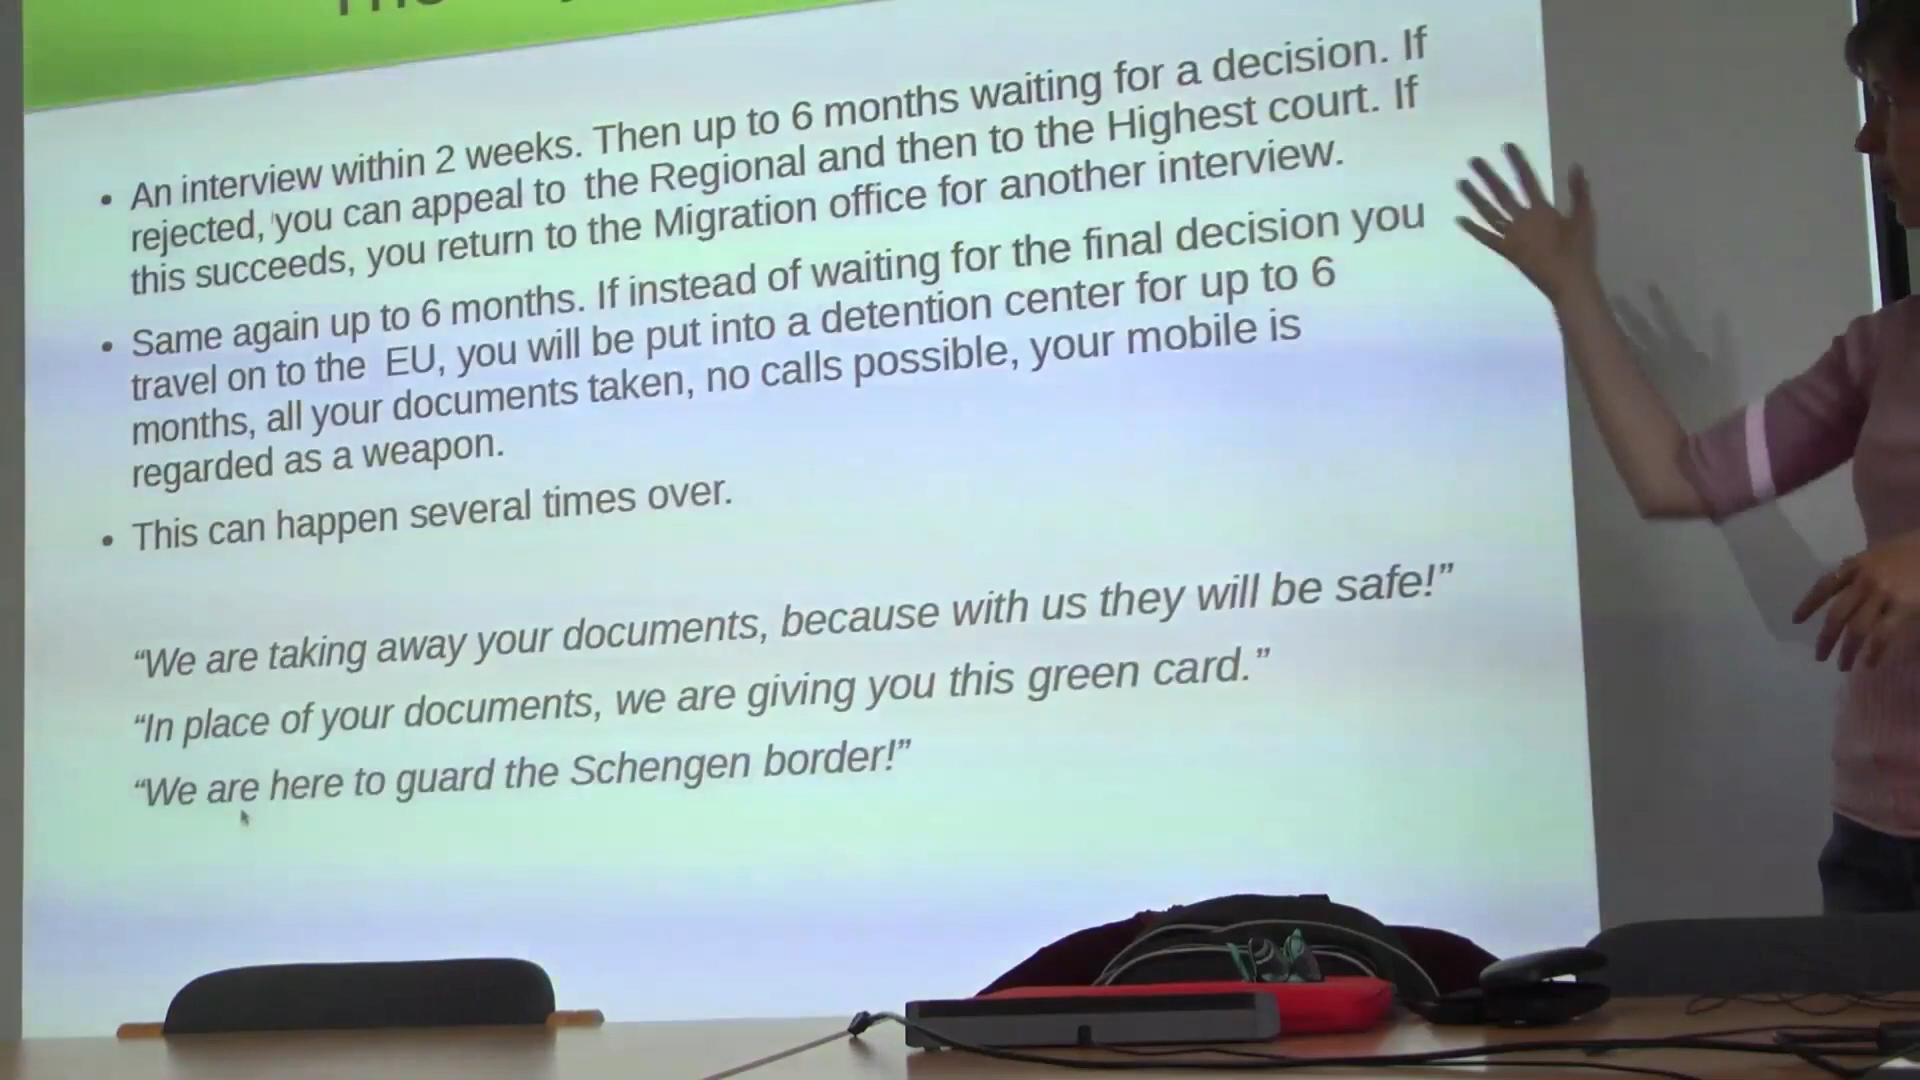 • An interview within 2 weeks. Then up to 6 months waiting for a decision. If
rejected, you can appeal to the Regional and then to the Highest court. If
this succeeds, you return to the Migration office for another interview.
• Same again up to 6 months. If instead of waiting for the final decision you
travel on to the EU, you will be put into a detention center for up to 6
months, all your documents taken, no calls possible, your mobile is
regarded as a weapon.
• This can happen several times over.
“We are taking away your documents, because with us they will be safe!”
“In place of your documents, we are giving you this green card.”
“We are here to guard the Schengen border!”